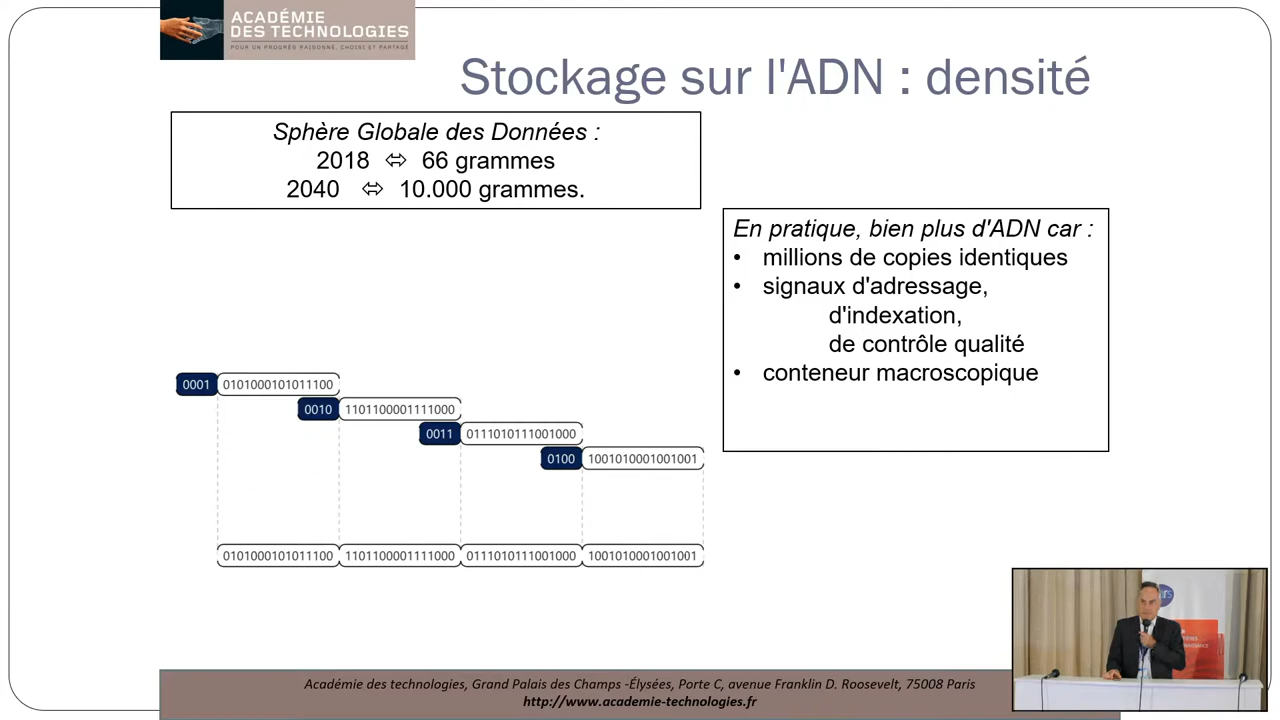 ACADÉMIE
DES TECHNOLOGIES
POUR UN PROGRÈS RAISONNÉ, CHOISI ET PARTAGÉ
Stockage sur l'ADN : densité
Sphère Globale des Données :
2018 ⬄ 66 grammes
2040 ⬄ 10.000 grammes.
En pratique, bien plus d'ADN car :
• millions de copies identiques
• signaux d'adressage,
d'indexation,
de contrôle qualité
• conteneur macroscopique
0001 0101000101011100
0010 1101100001111000
0011 0111010111001000
0100 1001010001001001
0101000101011100 1101100001111000 0111010111001000 1001010001001001
Académie des technologies, Grand Palais des Champs -Élysées, Porte C, avenue Franklin D. Roosevelt, 75008 Paris
http://www.academie-technologies.fr